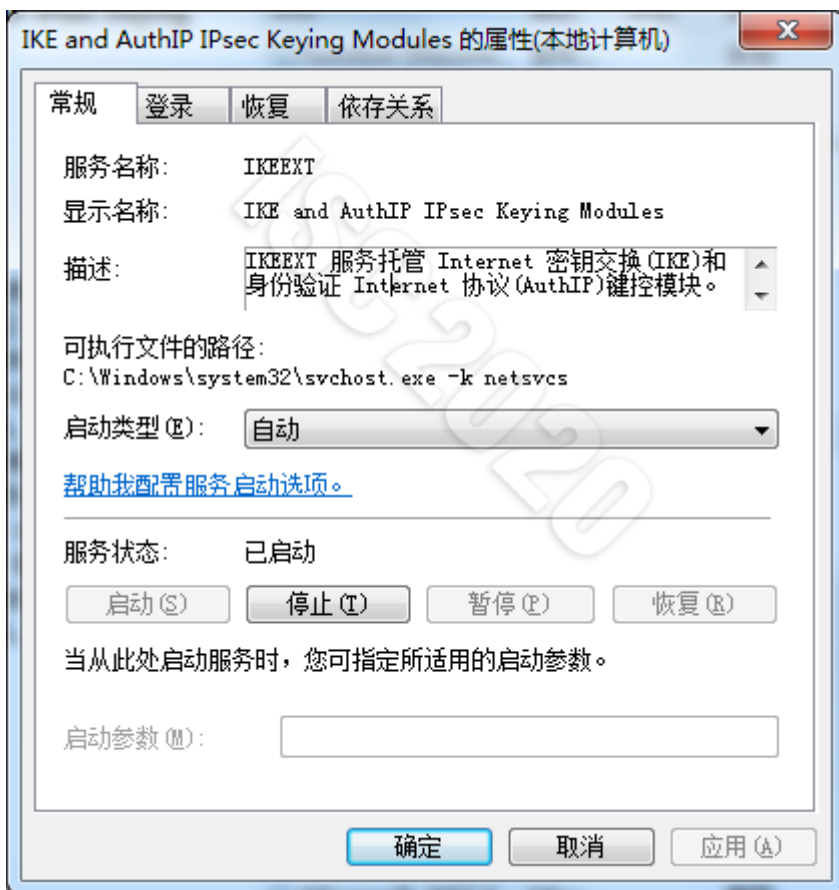 IKE and AuthIP IPsec Keying Modules 的属性(本地计算机)
常规 登录 恢复 依存关系
服务名称: IKEEXT
显示名称: IKE and AuthIP IPsec Keying Modules
描述: IKEEXT 服务托管 Internet 密钥交换(IKE)和
身份验证 Internet 协议(AuthIP)键控模块。
可执行文件的路径:
C:\Windows\system32\svchost.exe -k netsvcs
启动类型(E): 自动
帮助我配置服务启动选项。
服务状态: 已启动
启动(S) 停止(T) 暂停(P) 恢复(R)
当从此处启动服务时，您可指定所适用的启动参数。
启动参数(M):
确定 取消 应用(A)
ISC 2020